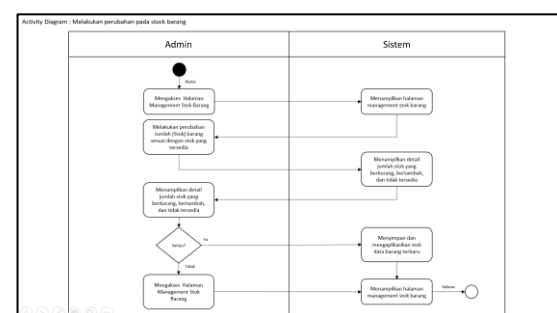 Activity Diagram : Melakukan perubahan pada stock barang
Admin
Sistem
Mulai
Mengakses Halaman
Management Stok Barang
Menampilkan halaman
management stok barang
Melakukan perubahan
Jumlah (Stok) barang
sesuai dengan stok yang
tersedia
Menampilkan detail
jumlah stok yang
berkurang, bertambah,
dan tidak tersedia
Menampilkan detail
jumlah stok yang
berkurang, bertambah,
dan tidak tersedia
Setuju?
Ya
Menyimpan dan
mengaplikasikan stok
data barang terbaru
Tidak
Mengakses Halaman
Management Stok
Barang
Menampilkan halaman
management stok barang
Selesai